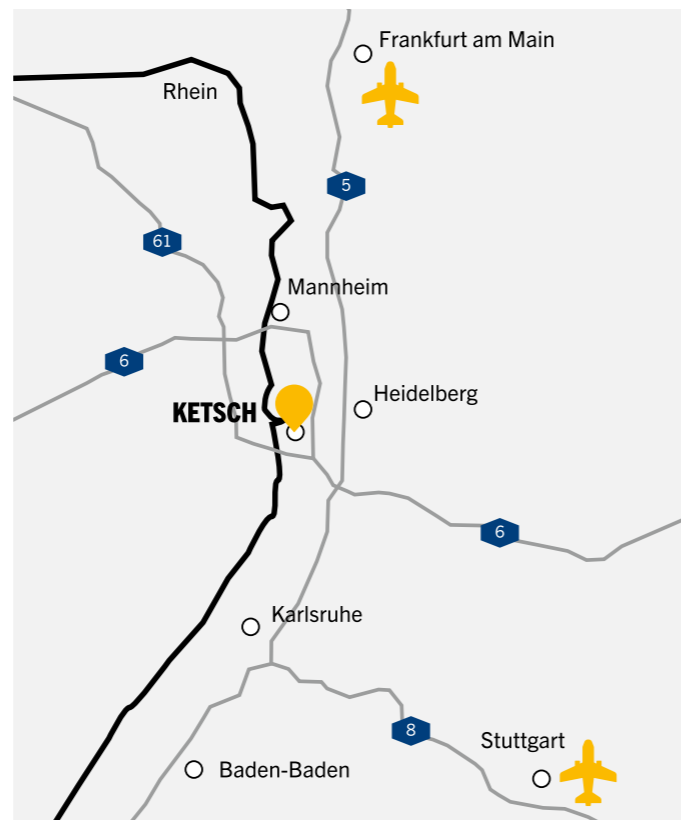 Frankfurt am Main
Rhein
5
61
Mannheim
6
Heidelberg
KETSCH
6
Karlsruhe
8
Stuttgart
Baden-Baden